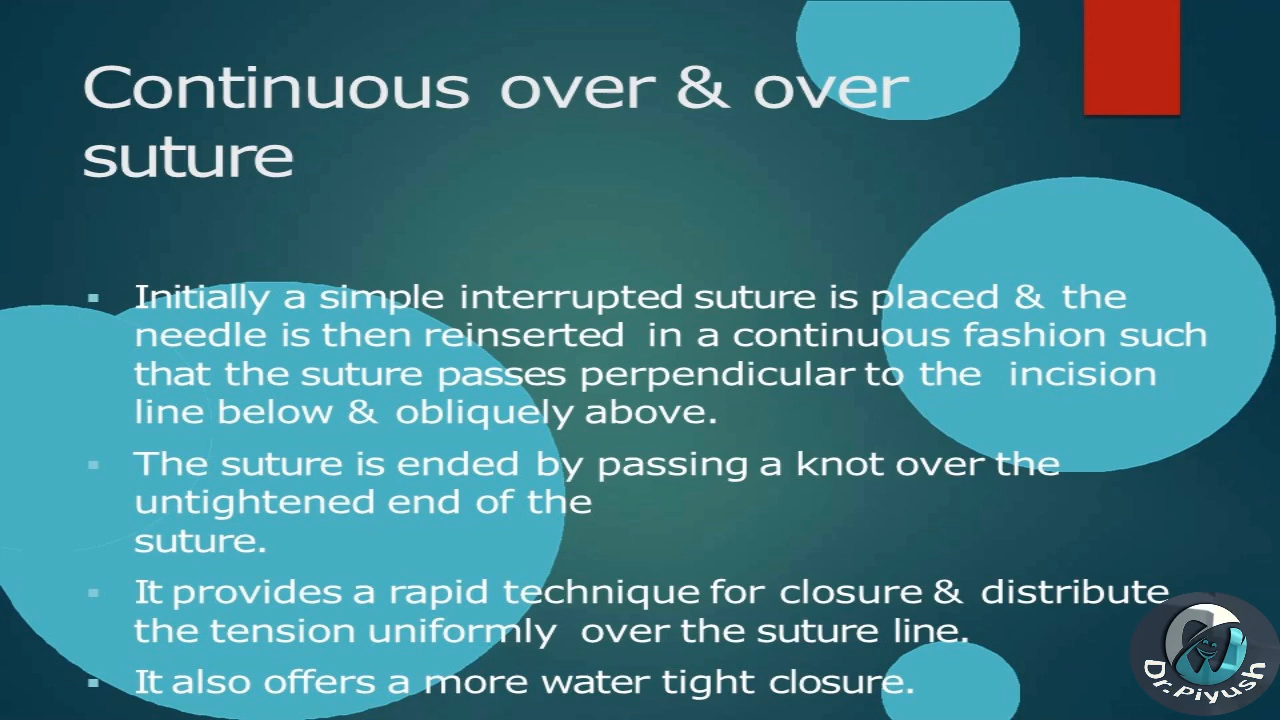 Continuous over & over
suture
Initially a simple interrupted suture is placed & the
needle is then reinserted in a continuous fashion such
that the suture passes perpendicular to the incision
line below & obliquely above.
The suture is ended by passing a knot over the
untightened end of the
suture.
It provides a rapid technique for closure & distribute
the tension uniformly over the suture line.
It also offers a more water tight closure.
Dr. Piyush